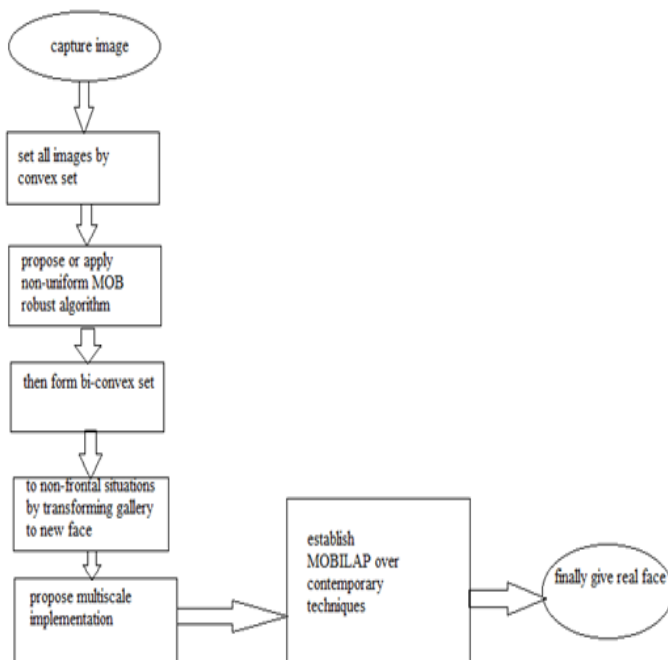 capture image
set all images by
convex set
propose or apply
non-uniform MOB
robust algorithm
then form bi-convex set
to non-frontal situations
by transforming gallery
to new face
propose multiscale
implementation
establish
MOBILAP over
contemporary
techniques
finally give real face